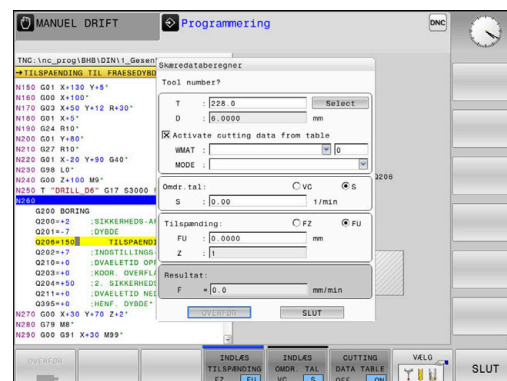 MANUEL DRIFT
Programmering
DNC
TNC:\nc_prog\BHB\DIN\1_Gesen
→TILSPAENDING TIL FRAESEDYBD
N150 G01 X+130 Y+5*
N160 G00 X+100*
N170 G03 X+50 Y+12 R+30*
N180 G01 X+5*
N190 G24 R10*
N200 G01 Y+80*
N210 G27 R10*
N220 G01 X-20 Y+90 G40*
N230 G98 L0*
N240 G00 Z+100 M9*
N250 T "DRILL_D6" G17 S3000 F
N260
G200 BORING
Q200=+2 ;SIKKERHEDS-AF
Q201=-7 ;DYBDE
Q206=150 TILSPAENDI
Q202=+7 ;INDSTILLINGS-
Q210=+0 ;DVAELETID OPP
Q203=+0 ;KOOR. OVERFLA
Q204=+50 ;2. SIKKERHEDS
Q211=+0 ;DVAELETID NED
Q395=+0 ;HENF. DYBDE*
N270 G00 X+30 Y+70 Z+2*
N280 G79 M8*
N290 G00 G91 X+30 M99*
Skæredataberegner
Tool number?
T : 228.0 Select
D : 6.0000 mm
Activate cutting data from table
WMAT : 0
MODE :
Omdr.tal: VC S
S : 0.00 1/min
Tilspænding: FZ FU
FU : 0.0000 mm
Z : 1
Resultat:
F = 0.0 mm/min
OVERFØR SLUT
Q206
OVERFØR
INDLÆS TILSPÆNDING FZ FU
INDLÆS OMDR. TAL VC S
CUTTING DATA TABLE OFF ON
VÆLG
SLUT